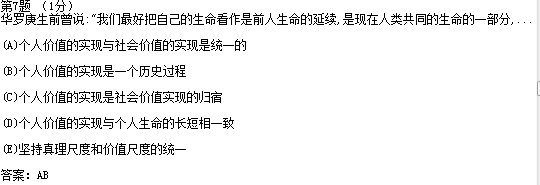 第7题 （1分）
华罗庚生前曾说:“我们最好把自己的生命看作是前人生命的延续,是现在人类共同的生命的一部分,...
(A)个人价值的实现与社会价值的实现是统一的
(B)个人价值的实现是一个历史过程
(C)个人价值的实现是社会价值实现的归宿
(D)个人价值的实现与个人生命的长短相一致
(E)坚持真理尺度和价值尺度的统一
答案: AB